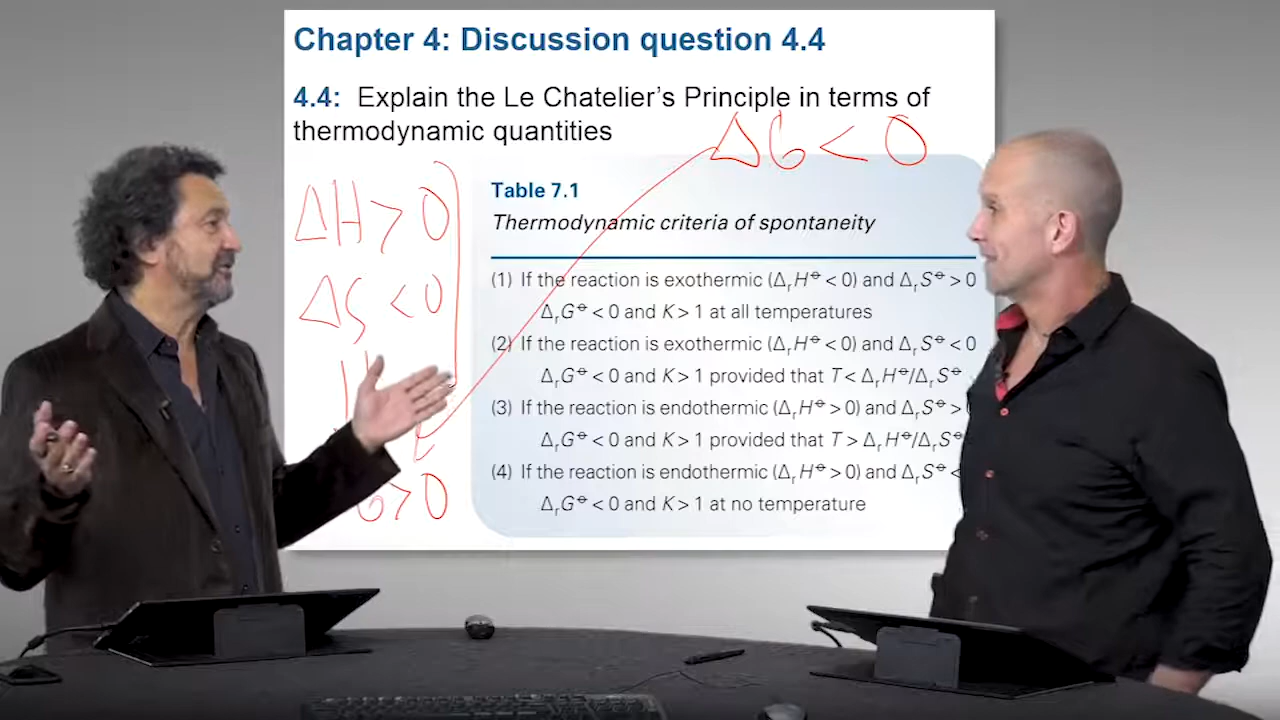 Chapter 4: Discussion question 4.4
4.4: Explain the Le Chatelier's Principle in terms of
thermodynamic quantities
ΔG < 0
ΔH > 0
ΔS < 0
G > 0
Table 7.1
Thermodynamic criteria of spontaneity
(1) If the reaction is exothermic (ΔᵣH⦵ < 0) and ΔᵣS⦵ > 0
ΔᵣG⦵ < 0 and K > 1 at all temperatures
(2) If the reaction is exothermic (ΔᵣH⦵ < 0) and ΔᵣS⦵ < 0
ΔᵣG⦵ < 0 and K > 1 provided that T < ΔᵣH⦵/ΔᵣS⦵
(3) If the reaction is endothermic (ΔᵣH⦵ > 0) and ΔᵣS⦵ >
ΔᵣG⦵ < 0 and K > 1 provided that T > ΔᵣH⦵/ΔᵣS⦵
(4) If the reaction is endothermic (ΔᵣH⦵ > 0) and ΔᵣS⦵ <
ΔᵣG⦵ < 0 and K > 1 at no temperature